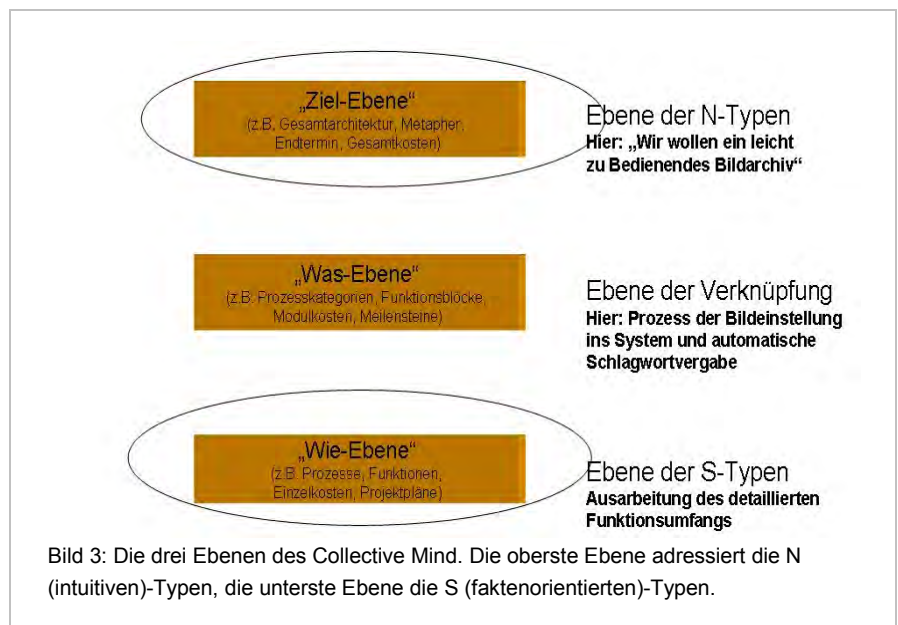 „Ziel-Ebene“
(z.B. Gesamtarchitektur, Metapher,
Endtermin, Gesamtkosten)
Ebene der N-Typen
Hier: „Wir wollen ein leicht
zu Bedienendes Bildarchiv“
„Was-Ebene“
(z.B. Prozesskategorien, Funktionsblöcke,
Modulkosten, Meilensteine)
Ebene der Verknüpfung
Hier: Prozess der Bildeinstellung
ins System und automatische
Schlagwortvergabe
„Wie-Ebene“
(z.B. Prozesse, Funktionen,
Einzelkosten, Projektpläne)
Ebene der S-Typen
Ausarbeitung des detaillierten
Funktionsumfangs
Bild 3: Die drei Ebenen des Collective Mind. Die oberste Ebene adressiert die N
(intuitiven)-Typen, die unterste Ebene die S (faktenorientierten)-Typen.